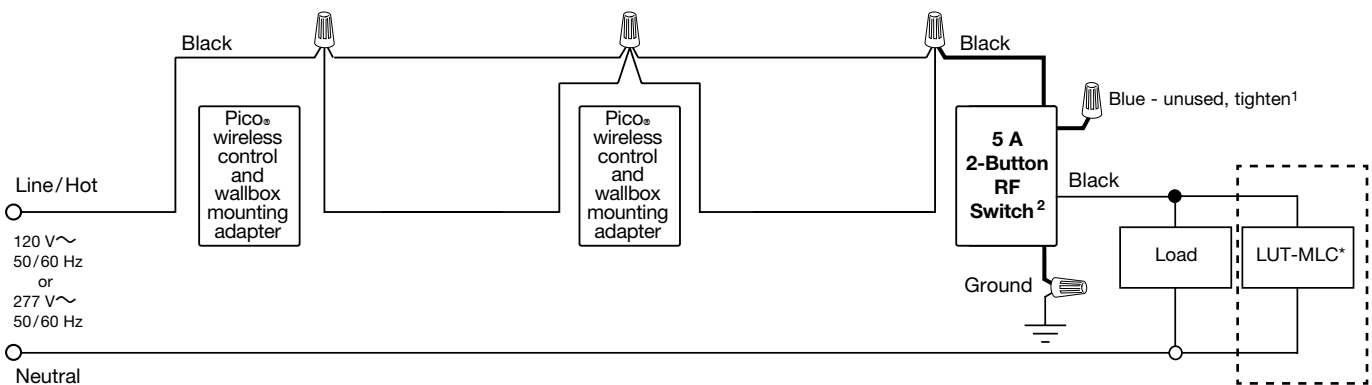 Black
Black
Blue - unused, tighten1
Pico®
wireless
control
and
wallbox
mounting
adapter
Pico®
wireless
control
and
wallbox
mounting
adapter
5 A
2-Button
RF
Switch2
Black
Line/Hot
120 V~
50/60 Hz
or
277 V~
50/60 Hz
Load
LUT-MLC*
Ground
Neutral